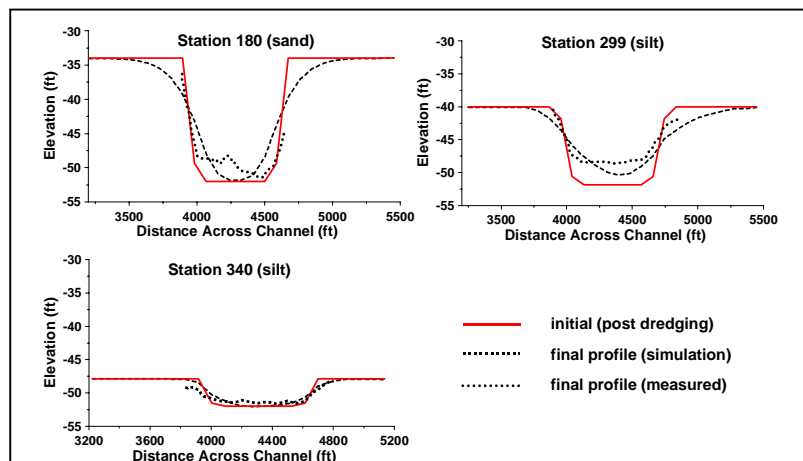 Station 180 (sand)
-30
-35
-40
-45
-50
-55
Elevation (ft)
3500 4000 4500 5000 5500
Distance Across Channel (ft)
Station 299 (silt)
-30
-35
-40
-45
-50
-55
Elevation (ft)
3500 4000 4500 5000 5500
Distance Across Channel (ft)
Station 340 (silt)
-30
-35
-40
-45
-50
-55
Elevation (ft)
3200 3600 4000 4400 4800 5200
Distance Across Channel (ft)
initial (post dredging)
final profile (simulation)
final profile (measured)